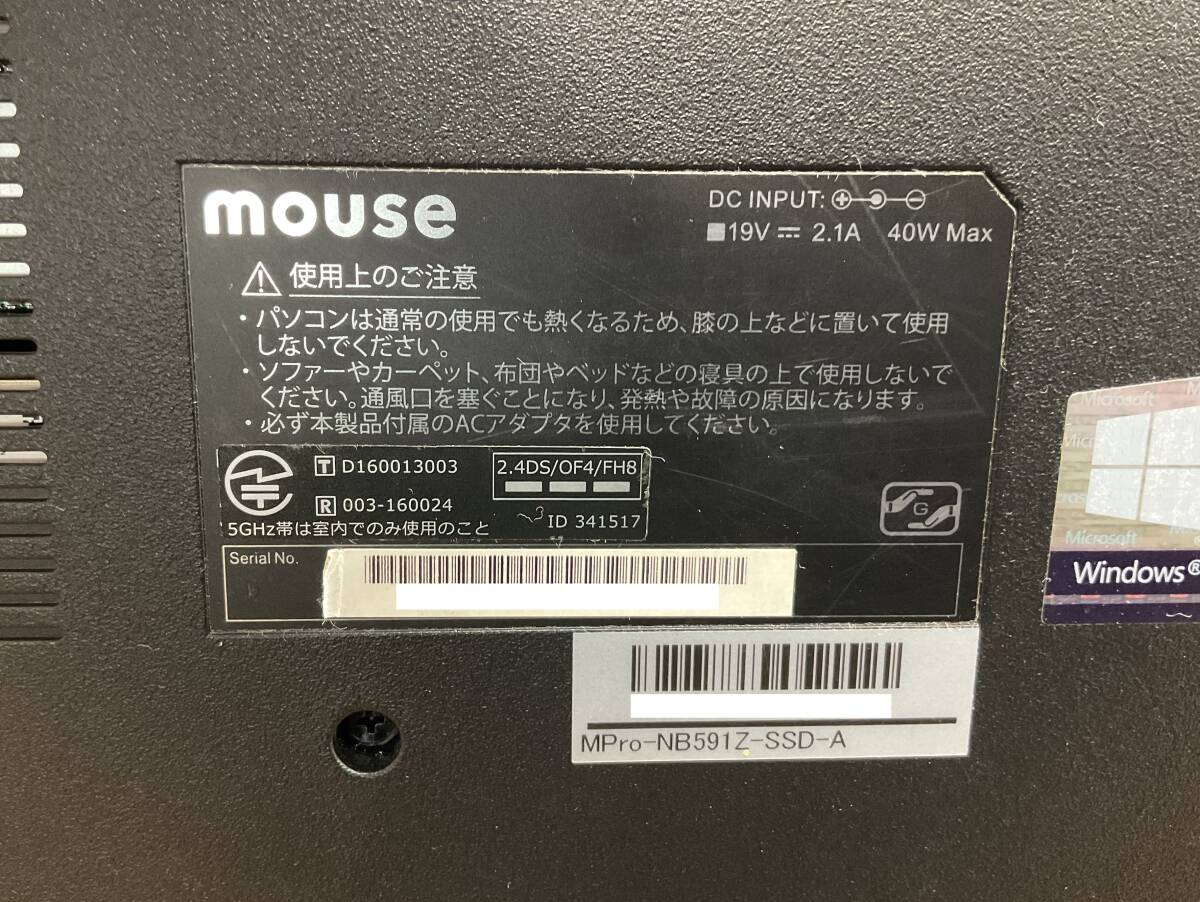 mouse
DC INPUT:
19V 2.1A 40W Max
使用上のご注意
・パソコンは通常の使用でも熱くなるため、膝の上などに置いて使用
しないでください。
・ソファーやカーペット、布団やベッドなどの寝具の上で使用しないで
ください。通風口を塞ぐことになり、発熱や故障の原因になります。
・必ず本製品付属のACアダプタを使用してください。
T D160013003
2.4DS/OF4/FH8
R 003-160024
5GHz帯は室内でのみ使用のこと
ID 341517
G
Serial No.
MPro-NB591Z-SSD-A
Microsoft
Microsoft
Windows®